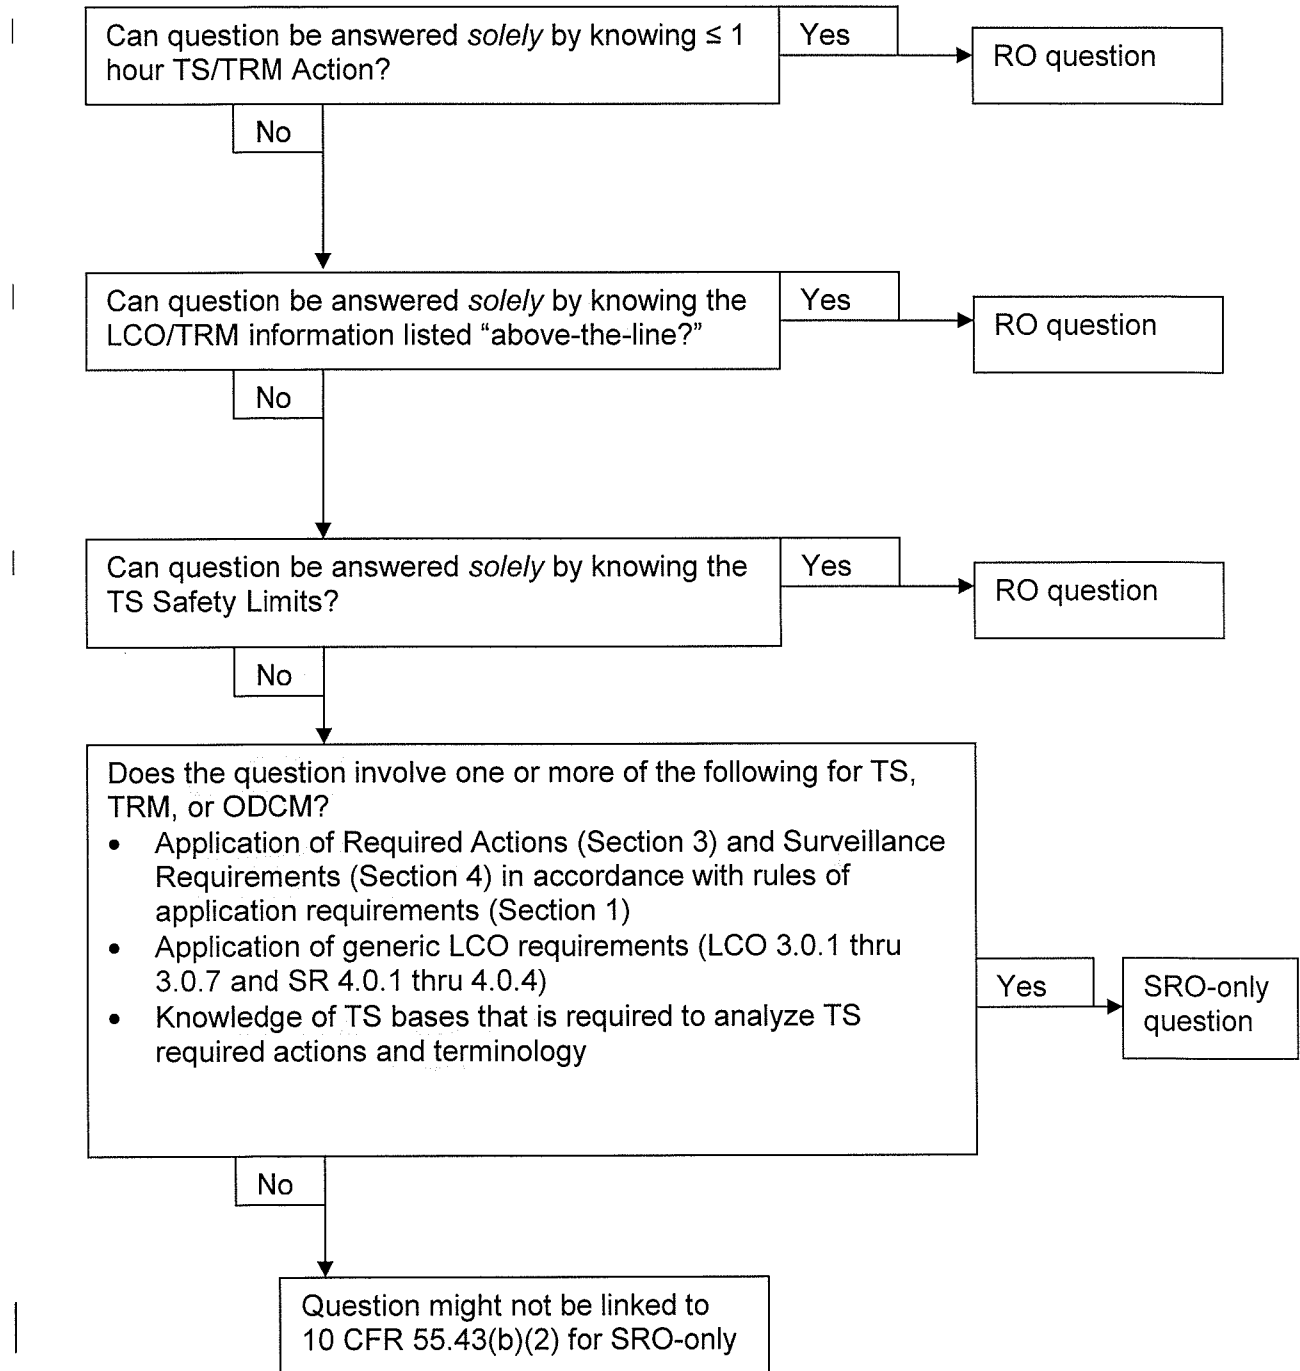 Can question be answered solely by knowing ≤ 1
hour TS/TRM Action?
Yes
RO question
No
Can question be answered solely by knowing the
LCO/TRM information listed “above-the-line?”
Yes
RO question
No
Can question be answered solely by knowing the
TS Safety Limits?
Yes
RO question
No
Does the question involve one or more of the following for TS,
TRM, or ODCM?
• Application of Required Actions (Section 3) and Surveillance
Requirements (Section 4) in accordance with rules of
application requirements (Section 1)
• Application of generic LCO requirements (LCO 3.0.1 thru
3.0.7 and SR 4.0.1 thru 4.0.4)
• Knowledge of TS bases that is required to analyze TS
required actions and terminology
Yes
SRO-only
question
No
Question might not be linked to
10 CFR 55.43(b)(2) for SRO-only